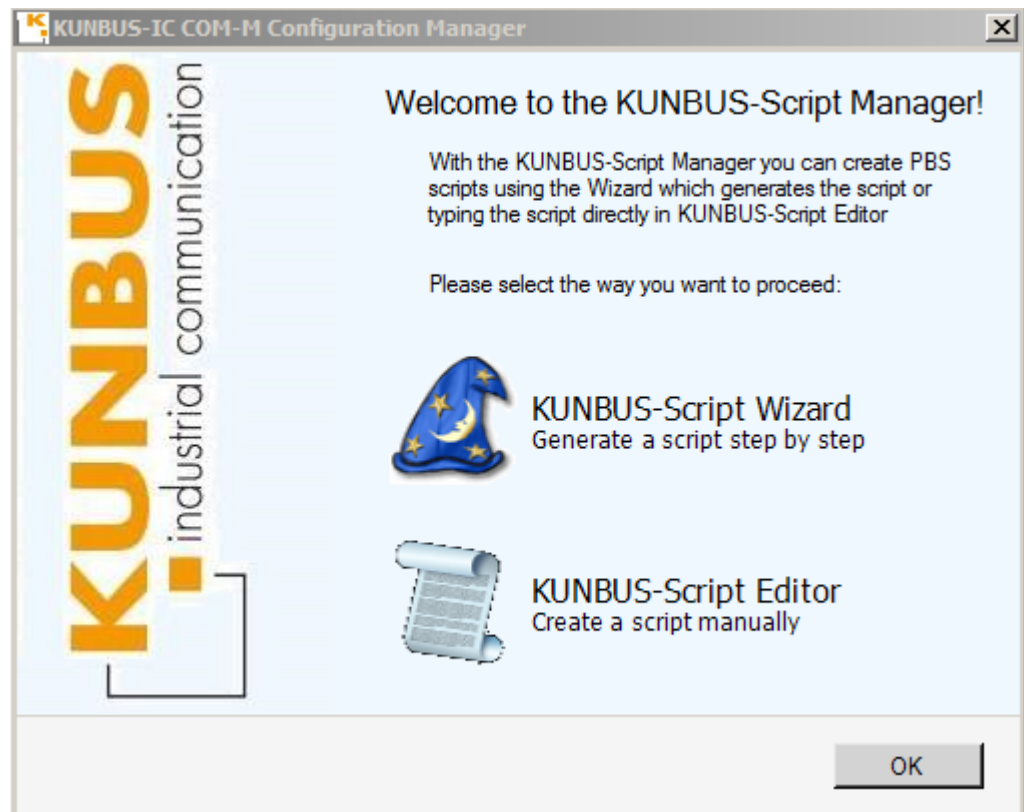 KUNBUS-IC COM-M Configuration Manager
KUNBUS
industrial communication
Welcome to the KUNBUS-Script Manager!
With the KUNBUS-Script Manager you can create PBS
scripts using the Wizard which generates the script or
typing the script directly in KUNBUS-Script Editor
Please select the way you want to proceed:
KUNBUS-Script Wizard
Generate a script step by step
KUNBUS-Script Editor
Create a script manually
OK